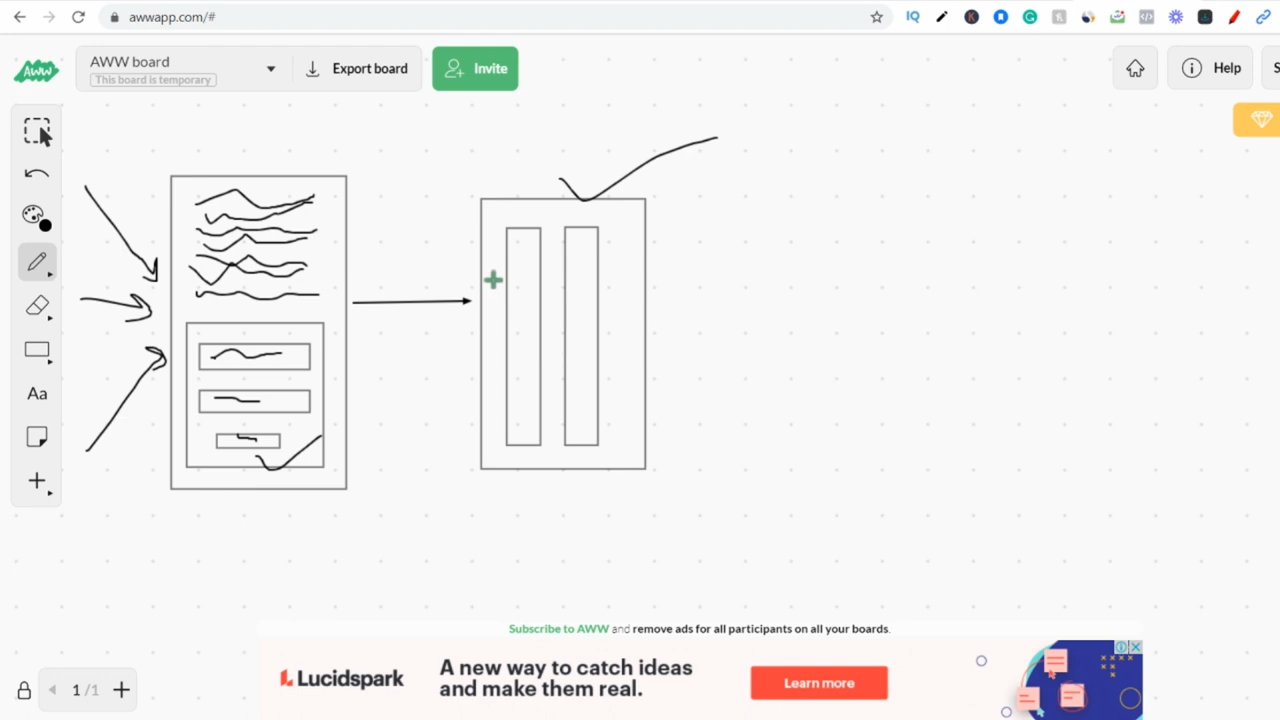 awwapp.com/#
IQ
AWW
AWW board
This board is temporary
Export board
Invite
Help
S
Aa
Subscribe to AWW and remove ads for all participants on all your boards.
Lucidspark
A new way to catch ideas
and make them real.
Learn more
1 /1